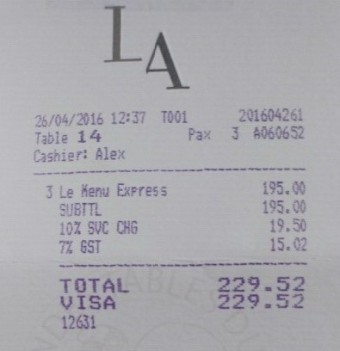 LA
26/04/2016 12:37 T001 201604261
Table 14 Pax 3 A060652
Cashier: Alex
3 Le Menu Express 195.00
SUBTTL 195.00
10% SVC CHG 19.50
7% GST 15.02
TOTAL 229.52
VISA 229.52
12631